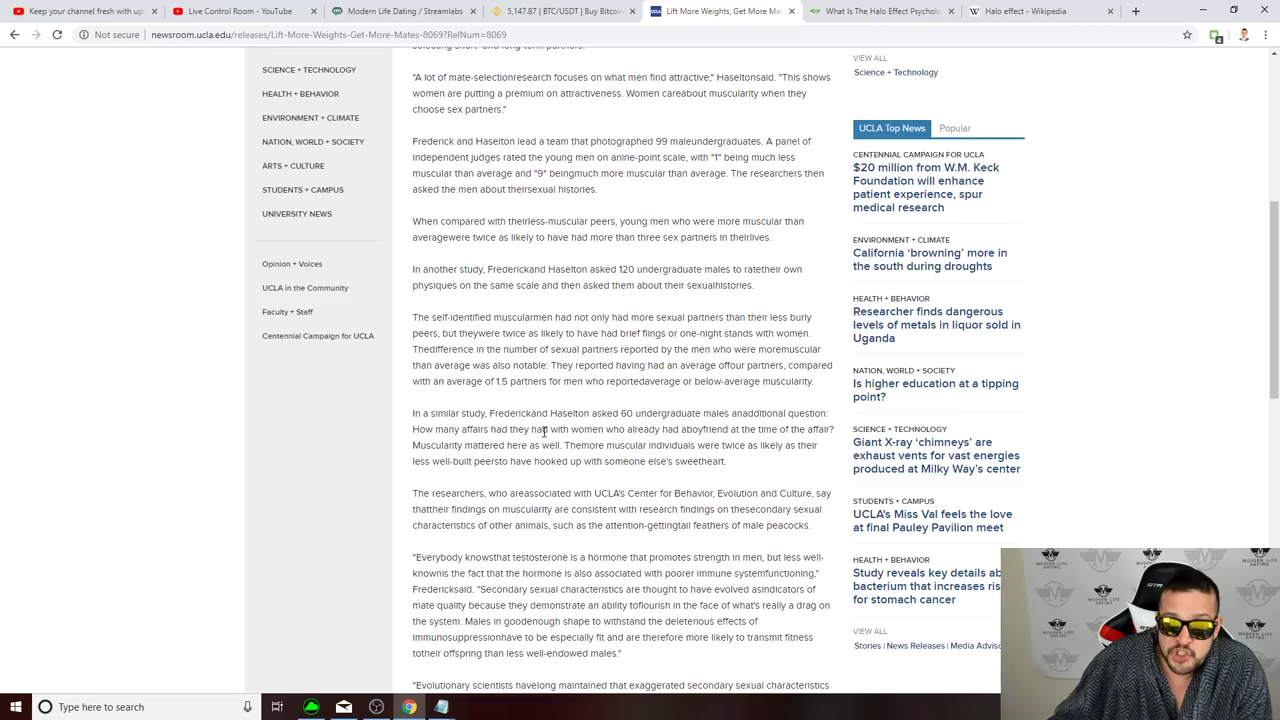 Keep your channel fresh with up
Live Control Room - YouTube
Modern Life Dating / Streamlabs
5,147.87 | BTC/USDT | Buy Bitcoin
Lift More Weights, Get More Mat
What Is The Halo Effect Psycholo
Halo effect - Wikipedia
Not secure | newsroom.ucla.edu/releases/Lift-More-Weights-Get-More-Mates-8069?RelNum=8069
SCIENCE + TECHNOLOGY
HEALTH + BEHAVIOR
ENVIRONMENT + CLIMATE
NATION, WORLD + SOCIETY
ARTS + CULTURE
STUDENTS + CAMPUS
UNIVERSITY NEWS
Opinion + Voices
UCLA in the Community
Faculty + Staff
Centennial Campaign for UCLA
"A lot of mate-selectionresearch focuses on what men find attractive," Haseltonsaid. "This shows
women are putting a premium on attractiveness. Women careabout muscularity when they
choose sex partners."
Frederick and Haselton lead a team that photographed 99 maleundergraduates. A panel of
independent judges rated the young men on anine-point scale, with "1" being much less
muscular than average and "9" beingmuch more muscular than average. The researchers then
asked the men about theirsexual histories.
When compared with theirless-muscular peers, young men who were more muscular than
averagewere twice as likely to have had more than three sex partners in theirlives.
In another study, Frederickand Haselton asked 120 undergraduate males to ratetheir own
physiques on the same scale and then asked them about their sexualhistories.
The self-identified muscularmen had not only had more sexual partners than their less burly
peers, but theywere twice as likely to have had brief flings or one-night stands with women.
Thedifference in the number of sexual partners reported by the men who were moremuscular
than average was also notable: They reported having had an average offour partners, compared
with an average of 1.5 partners for men who reportedaverage or below-average muscularity.
In a similar study, Frederickand Haselton asked 60 undergraduate males anadditional question:
How many affairs had they had with women who already had aboyfriend at the time of the affair?
Muscularity mattered here as well. Themore muscular individuals were twice as likely as their
less well-built peersto have hooked up with someone else's sweetheart.
The researchers, who areassociated with UCLA's Center for Behavior, Evolution and Culture, say
thattheir findings on muscularity are consistent with research findings on thesecondary sexual
characteristics of other animals, such as the attention-gettingtail feathers of male peacocks.
"Everybody knowsthat testosterone is a hormone that promotes strength in men, but less well-
knownis the fact that the hormone is also associated with poorer immune systemfunctioning,"
Fredericksaid. "Secondary sexual characteristics are thought to have evolved asindicators of
mate quality because they demonstrate an ability toflourish in the face of what's really a drag on
the system. Males in goodenough shape to withstand the deleterious effects of
immunosuppressionhave to be especially fit and are therefore more likely to transmit fitness
totheir offspring than less well-endowed males."
"Evolutionary scientists havelong maintained that exaggerated secondary sexual characteristics
VIEW ALL
Science + Technology
UCLA Top News
Popular
CENTENNIAL CAMPAIGN FOR UCLA
$20 million from W.M. Keck
Foundation will enhance
patient experience, spur
medical research
ENVIRONMENT + CLIMATE
California ‘browning’ more in
the south during droughts
HEALTH + BEHAVIOR
Researcher finds dangerous
levels of metals in liquor sold in
Uganda
NATION, WORLD + SOCIETY
Is higher education at a tipping
point?
SCIENCE + TECHNOLOGY
Giant X-ray ‘chimneys’ are
exhaust vents for vast energies
produced at Milky Way’s center
STUDENTS + CAMPUS
UCLA's Miss Val feels the love
at final Pauley Pavilion meet
HEALTH + BEHAVIOR
Study reveals key details ab
bacterium that increases ris
for stomach cancer
VIEW ALL
Stories | News Releases | Media Adviso
MODERN LIFE
DATING
Type here to search